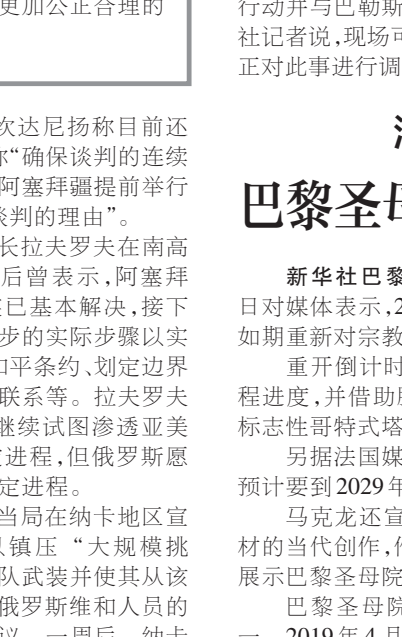 更加公正合理的
次达尼扬称目前还
“确保谈判的连续
阿塞拜疆提前举行
谈判的理由”。
长拉夫罗夫在南高
后曾表示,阿塞拜
已基本解决,接下
步的实际步骤以实
和平条约、划定边界
联系等。拉夫罗夫
继续试图渗透亚美
进程,但俄罗斯愿
定进程。
当局在纳卡地区宣
镇压“大规模挑
队武装并使其从该
俄罗斯维和人员的
议。一周后,纳卡
行动并与巴勒斯
社记者说,现场可
正对此事进行调
巴黎圣母
新华社巴黎
日对媒体表示,2
如期重新对宗教
重开倒计时
程进度,并借助
标志性哥特式塔
另据法国媒
预计要到2029年
马克龙还宣
材的当代创作,作
展示巴黎圣母院
巴黎圣母院
一。2019年4月